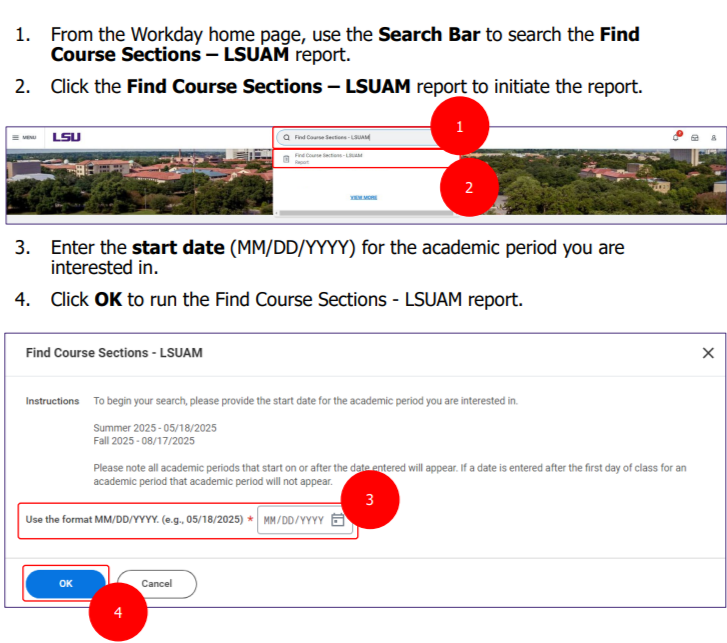 1. From the Workday home page, use the Search Bar to search the Find
Course Sections – LSUAM report.
2. Click the Find Course Sections – LSUAM report to initiate the report.
MENU LSU Find Course Sections - LSUAM 1
Find Course Sections - LSUAM
Report
2
VIEW MORE
3. Enter the start date (MM/DD/YYYY) for the academic period you are
interested in.
4. Click OK to run the Find Course Sections - LSUAM report.
Find Course Sections - LSUAM
Instructions To begin your search, please provide the start date for the academic period you are interested in.
Summer 2025 - 05/18/2025
Fall 2025 - 08/17/2025
Please note all academic periods that start on or after the date entered will appear. If a date is entered after the first day of class for an
academic period that academic period will not appear.
3
Use the format MM/DD/YYYY. (e.g., 05/18/2025) * MM/DD/YYYY
OK Cancel
4